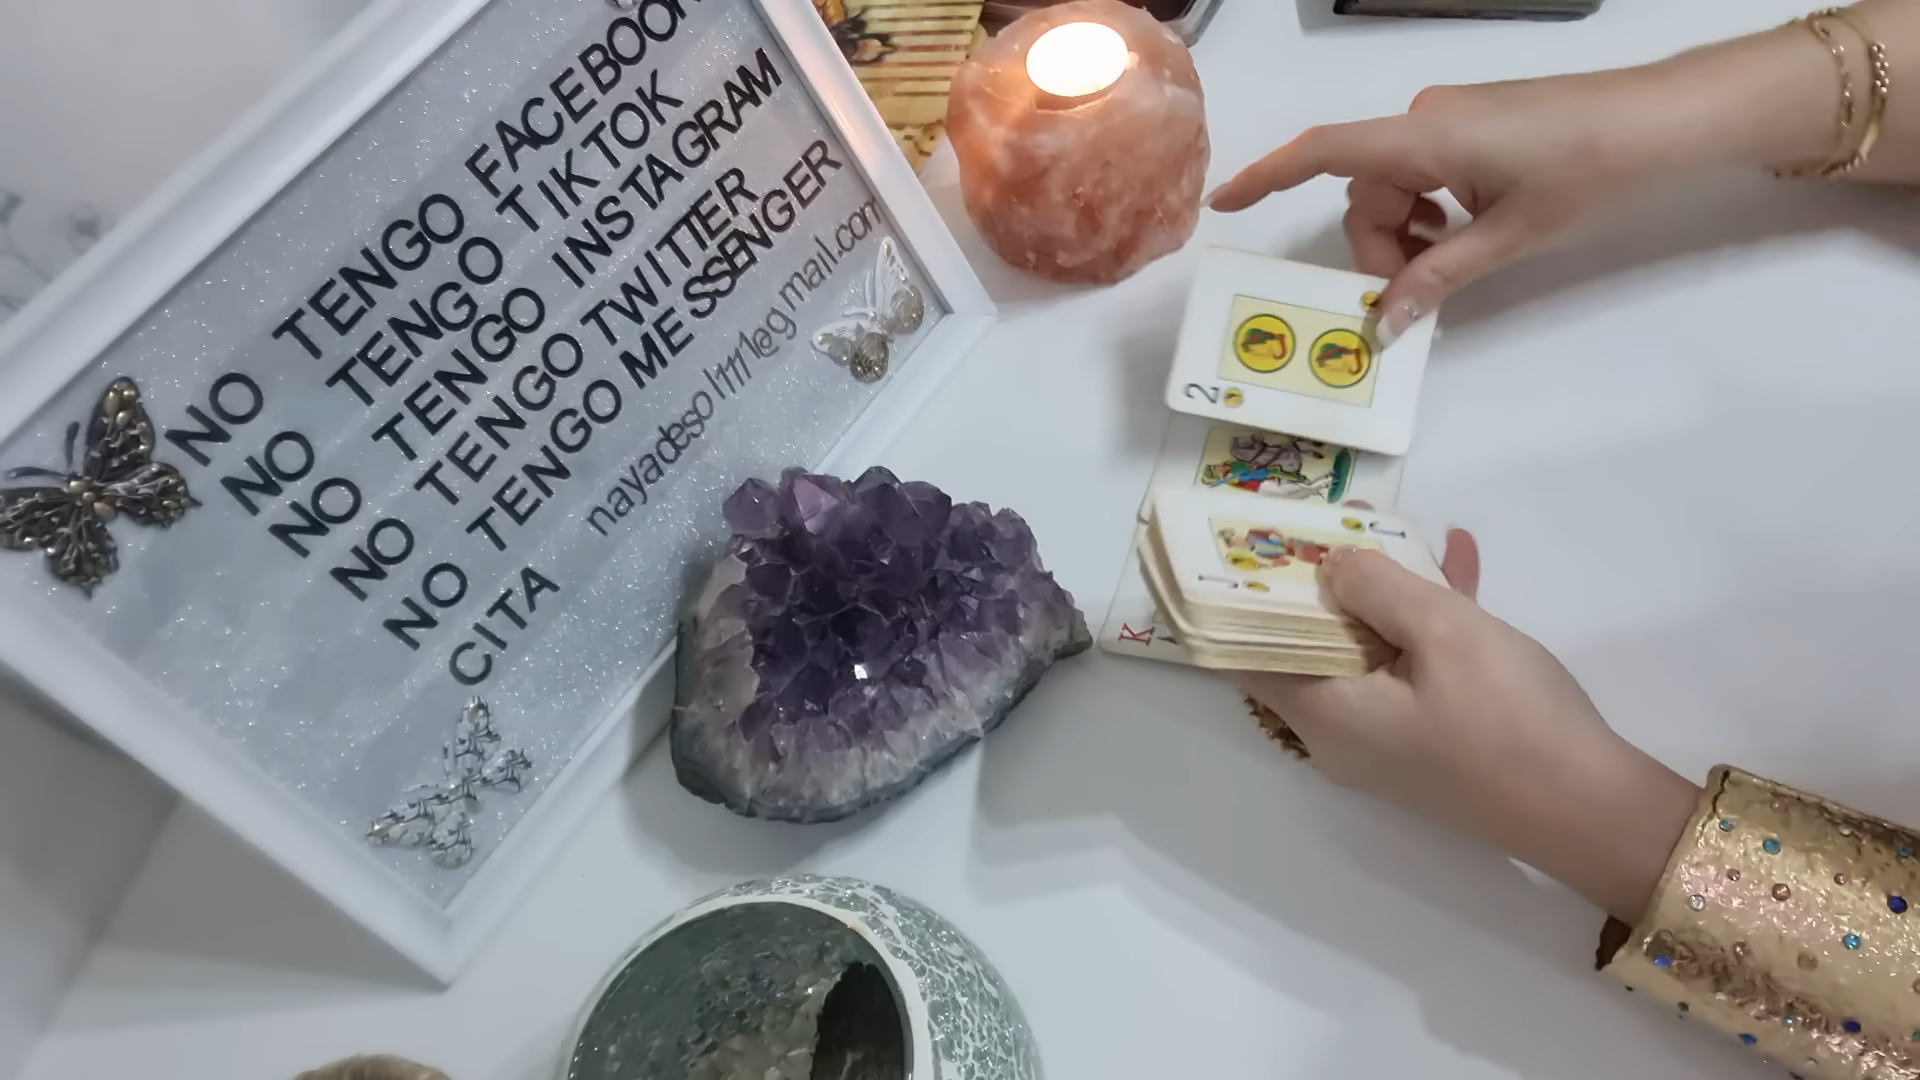 NO TENGO FACEBOOK
NO TENGO TIKTOK
NO TENGO INSTAGRAM
NO TENGO TWITTER
NO TENGO MESSENGER
CITA nayadesol1111@gmail.com
2
J
J
K